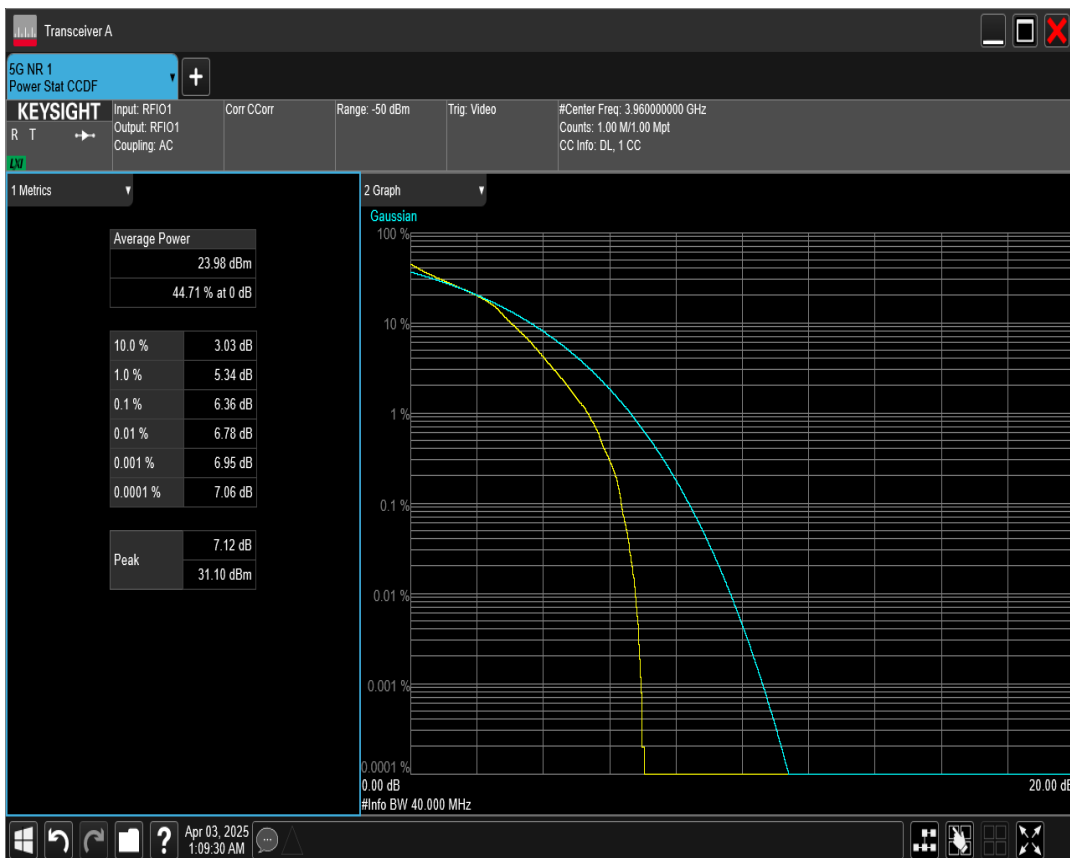 Transceiver A
5G NR 1
Power Stat CCDF
+
KEYSIGHT
R T
LXI
Input: RFIO1
Output: RFIO1
Coupling: AC
Corr CCorr
Range: -50 dBm
Trig: Video
#Center Freq: 3.960000000 GHz
Counts: 1.00 M/1.00 Mpt
CC Info: DL, 1 CC
1 Metrics
Average Power
23.98 dBm
44.71 % at 0 dB
10.0 % 3.03 dB
1.0 % 5.34 dB
0.1 % 6.36 dB
0.01 % 6.78 dB
0.001 % 6.95 dB
0.0001 % 7.06 dB
Peak
7.12 dB
31.10 dBm
2 Graph
Gaussian
100 %
10 %
1 %
0.1 %
0.01 %
0.001 %
0.0001 %
0.00 dB
20.00 dB
#Info BW 40.000 MHz
?
Apr 03, 2025
1:09:30 AM